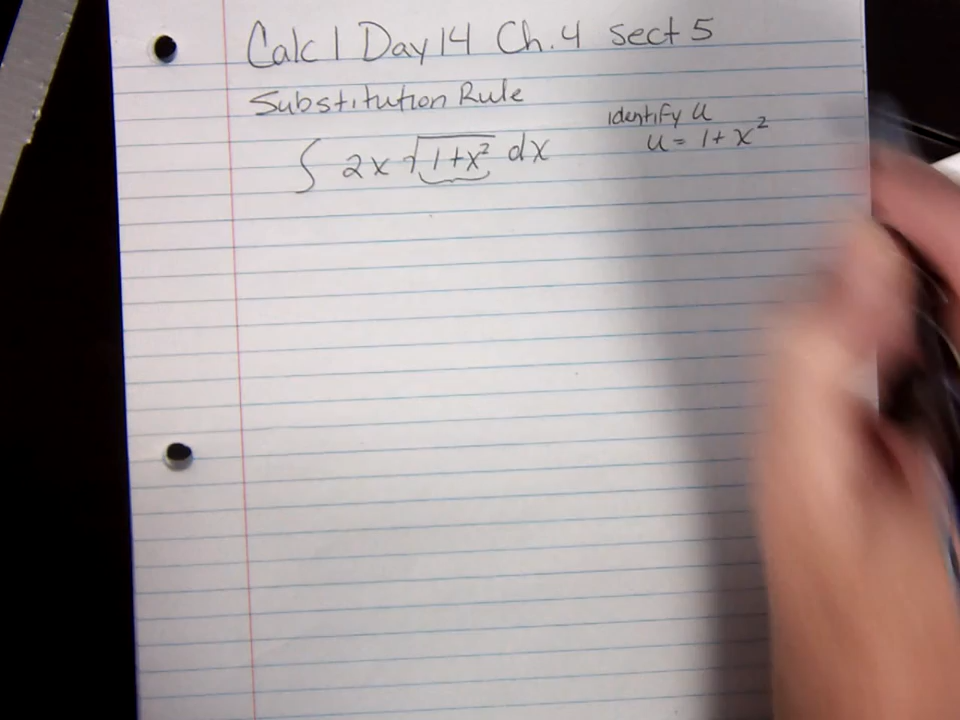 Calc 1 Day 14 Ch. 4 sect 5
Substitution Rule
identify u
∫ 2x √(1+x²) dx
u = 1 + x²